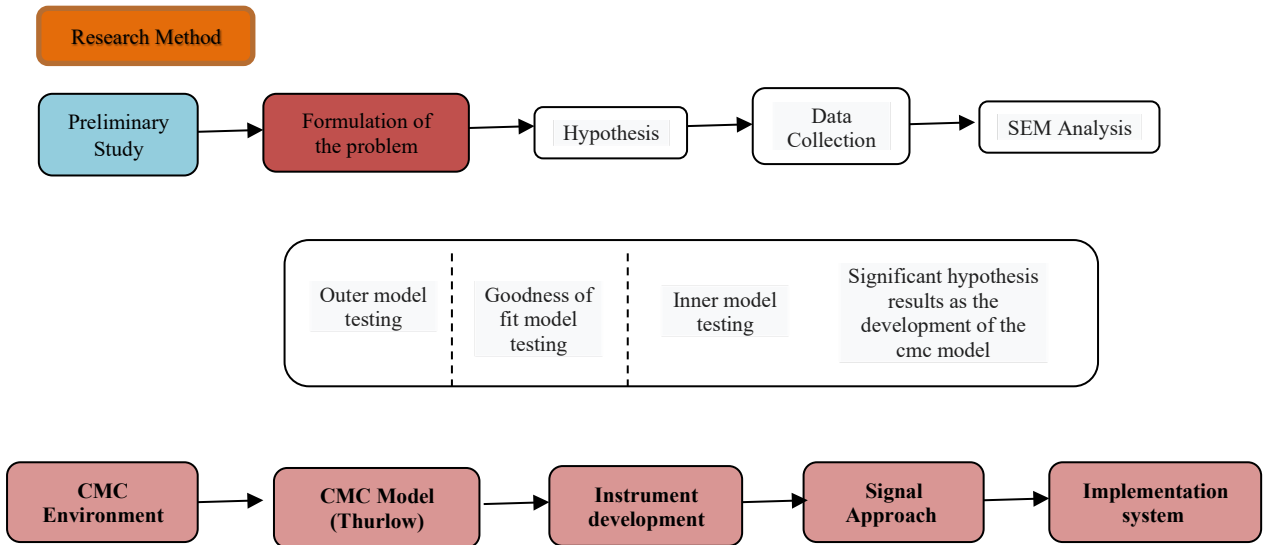 Research Method
Preliminary
Study
Formulation of
the problem
Hypothesis
Data
Collection
SEM Analysis
Outer model
testing
Goodness of
fit model
testing
Inner model
testing
Significant hypothesis
results as the
development of the
cmc model
CMC
Environment
CMC Model
(Thurlow)
Instrument
development
Signal
Approach
Implementation
system